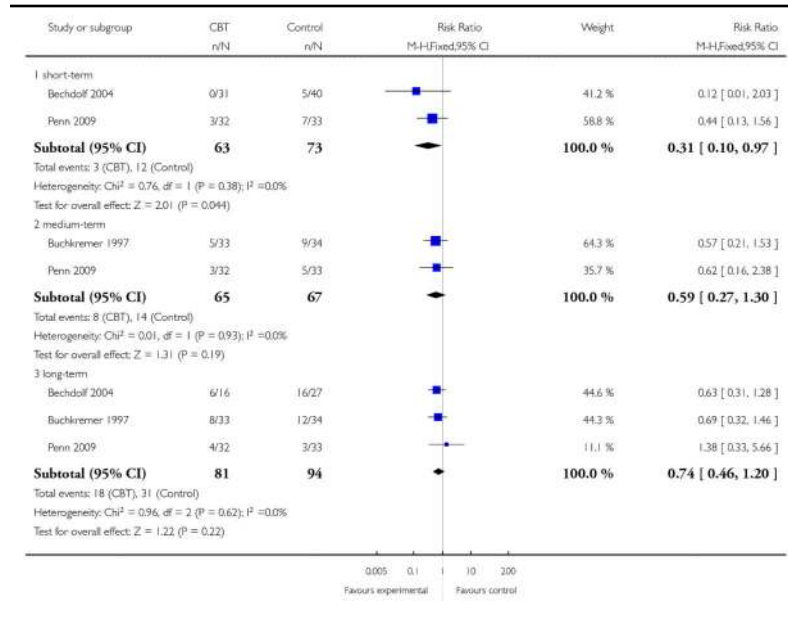 Study or subgroup CBT Control Risk Ratio Weight Risk Ratio
n/N n/N M-H,Fixed,95% CI M-H,Fixed,95% CI
1 short-term
Bechdolf 2004 0/31 5/40 41.2 % 0.12 [ 0.01, 2.03 ]
Penn 2009 3/32 7/33 58.8 % 0.44 [ 0.13, 1.56 ]
Subtotal (95% CI) 63 73 100.0 % 0.31 [ 0.10, 0.97 ]
Total events: 3 (CBT), 12 (Control)
Heterogeneity: Chi² = 0.76, df = 1 (P = 0.38); I² =0.0%
Test for overall effect: Z = 2.01 (P = 0.044)
2 medium-term
Buchkremer 1997 5/33 9/34 64.3 % 0.57 [ 0.21, 1.53 ]
Penn 2009 3/32 5/33 35.7 % 0.62 [ 0.16, 2.38 ]
Subtotal (95% CI) 65 67 100.0 % 0.59 [ 0.27, 1.30 ]
Total events: 8 (CBT), 14 (Control)
Heterogeneity: Chi² = 0.01, df = 1 (P = 0.93); I² =0.0%
Test for overall effect: Z = 1.31 (P = 0.19)
3 long-term
Bechdolf 2004 6/16 16/27 44.6 % 0.63 [ 0.31, 1.28 ]
Buchkremer 1997 8/33 12/34 44.3 % 0.69 [ 0.32, 1.46 ]
Penn 2009 4/32 3/33 11.1 % 1.38 [ 0.33, 5.66 ]
Subtotal (95% CI) 81 94 100.0 % 0.74 [ 0.46, 1.20 ]
Total events: 18 (CBT), 31 (Control)
Heterogeneity: Chi² = 0.96, df = 2 (P = 0.62); I² =0.0%
Test for overall effect: Z = 1.22 (P = 0.22)
0.005 0.1 1 10 200
Favours experimental Favours control